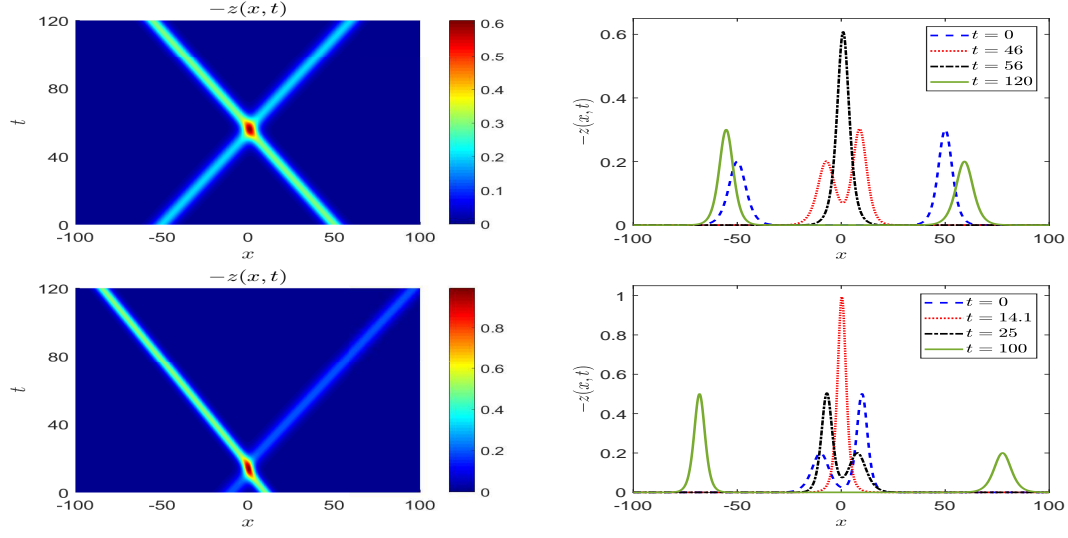 −z(x, t)
120
80
40
0
t
-100
-50
0
50
100
x
0.6
0.5
0.4
0.3
0.2
0.1
0
−z(x, t)
0.6
0.4
0.2
0
-100
-50
0
50
100
x
t = 0
t = 46
t = 56
t = 120
−z(x, t)
120
80
40
0
t
-100
-50
0
50
100
x
0.8
0.6
0.4
0.2
0
−z(x, t)
1
0.8
0.6
0.4
0.2
0
-100
-50
0
50
100
x
t = 0
t = 14.1
t = 25
t = 100